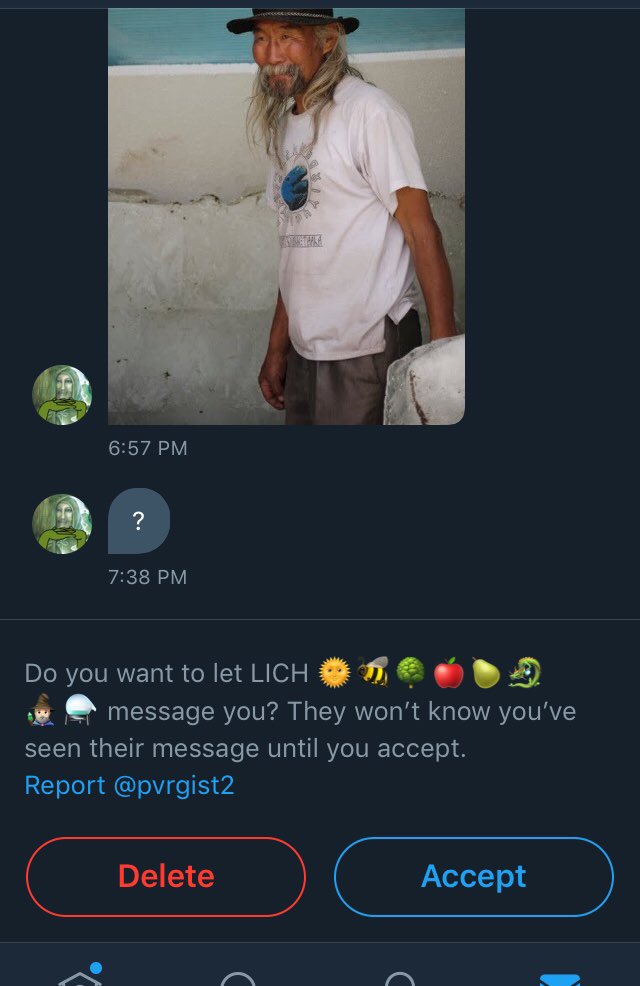 6:57 PM
?
7:38 PM
Do you want to let LICH 🌞🐝🌳🍎🍐🐉
🧙🏻‍♂️🔮 message you? They won’t know you’ve
seen their message until you accept.
Report @pvrgist2
Delete
Accept